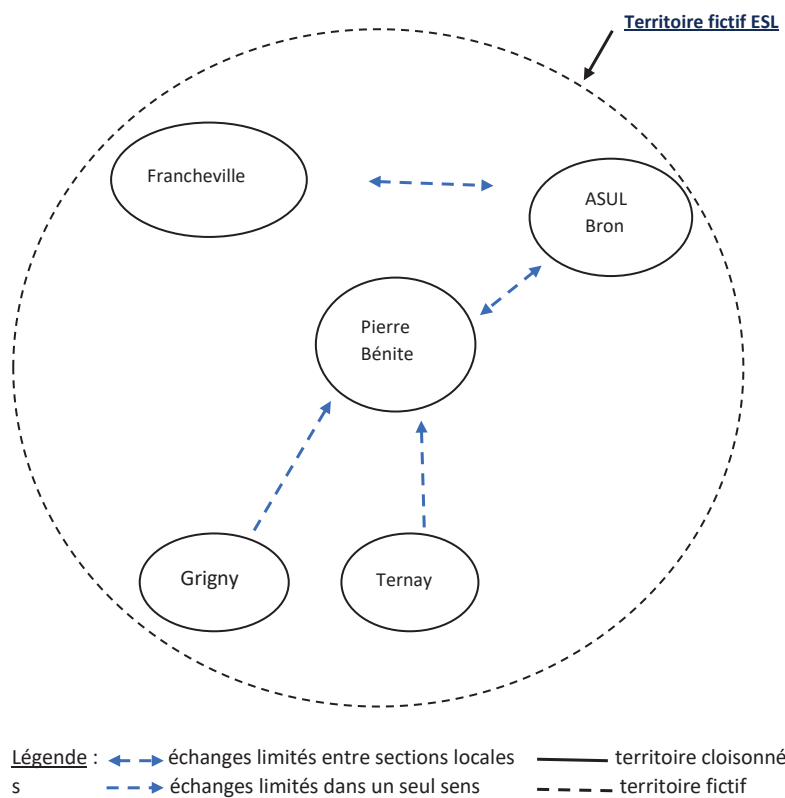 Territoire fictif ESL
Francheville
ASUL
Bron
Pierre
Bénite
Grigny
Ternay
Légende : échanges limités entre sections locales territoire cloisonné
s échanges limités dans un seul sens territoire fictif